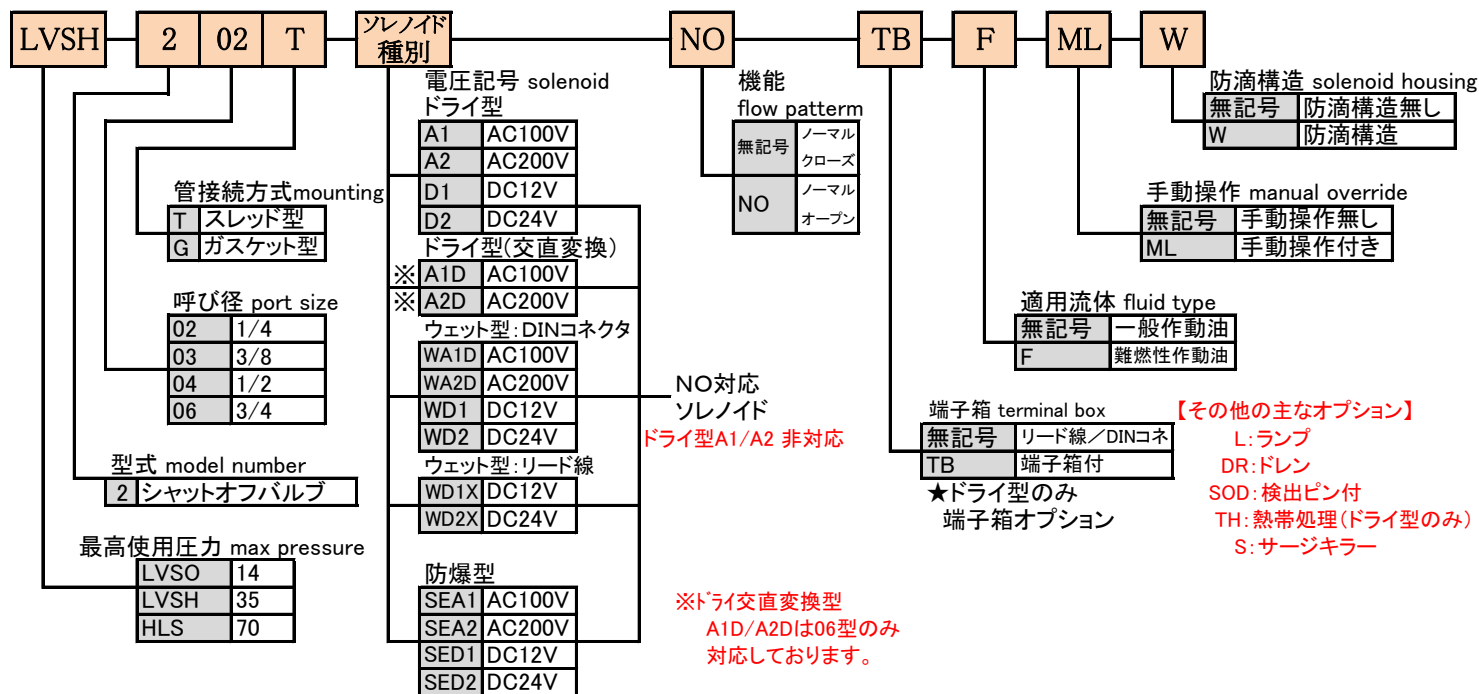 LVSH 2 02 T ソレノイド種別 NO TB F ML W
電圧記号 solenoid
ドライ型
A1 AC100V
A2 AC200V
D1 DC12V
D2 DC24V
ドライ型(交直変換)
※ A1D AC100V
※ A2D AC200V
ウェット型:DINコネクタ
WA1D AC100V
WA2D AC200V
WD1 DC12V
WD2 DC24V
ウェット型:リード線
WD1X DC12V
WD2X DC24V
防爆型
SEA1 AC100V
SEA2 AC200V
SED1 DC12V
SED2 DC24V
管接続方式mounting
T スレッド型
G ガスケット型
呼び径 port size
02 1/4
03 3/8
04 1/2
06 3/4
型式 model number
2 シャットオフバルブ
最高使用圧力 max pressure
LVSO 14
LVSH 35
HLS 70
機能
flow patterm
無記号 ノーマル
クローズ
NO ノーマル
オープン
NO対応
ソレノイド
ドライ型A1/A2 非対応
※ドライ交直変換型
A1D/A2Dは06型のみ
対応しております。
防滴構造 solenoid housing
無記号 防滴構造無し
W 防滴構造
手動操作 manual override
無記号 手動操作無し
ML 手動操作付き
適用流体 fluid type
無記号 一般作動油
F 難燃性作動油
端子箱 terminal box
無記号 リード線/DINコネ
TB 端子箱付
★ドライ型のみ
端子箱オプション
【その他の主なオプション】
L:ランプ
DR:ドレン
SOD:検出ピン付
TH:熱帯処理(ドライ型のみ)
S:サージキラー